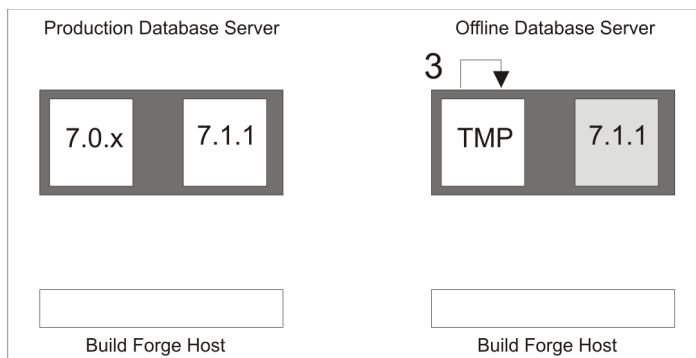 Production Database Server
Offline Database Server
3
7.0.x
7.1.1
TMP
7.1.1
Build Forge Host
Build Forge Host